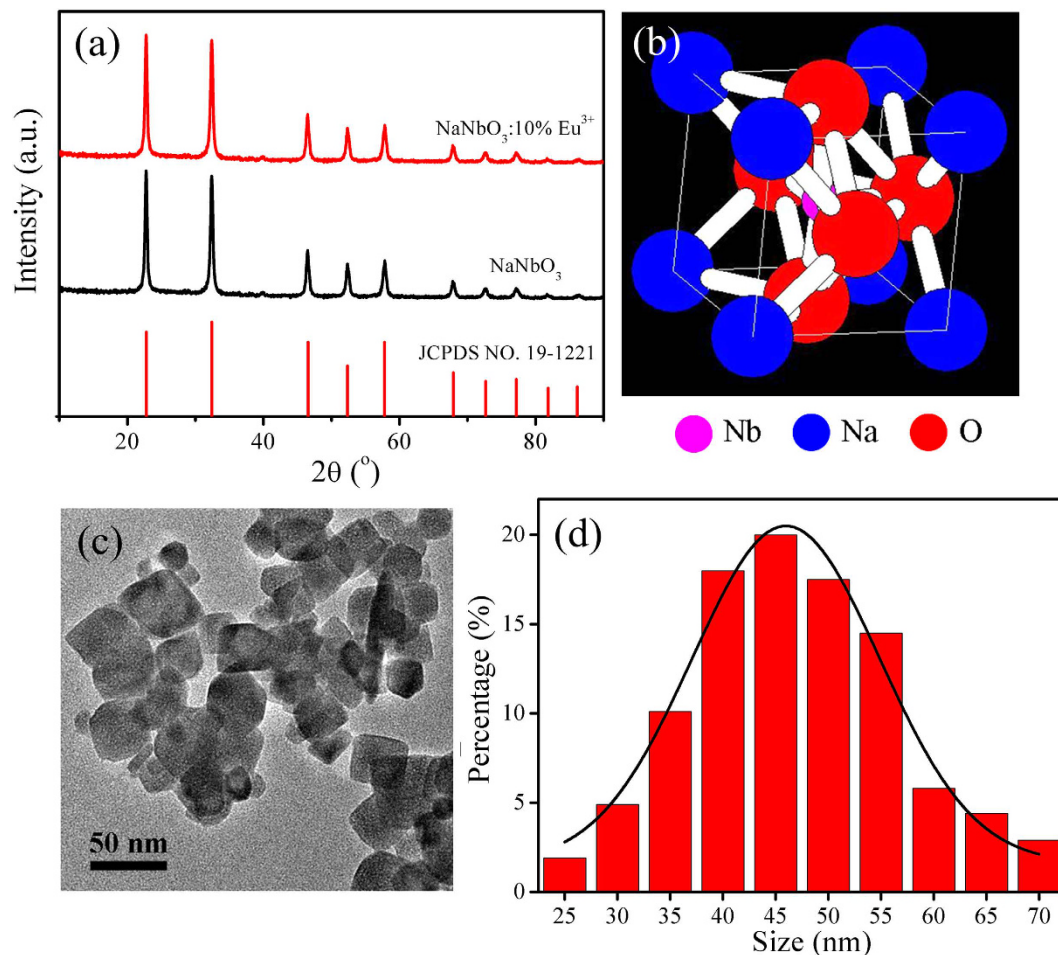 (a)
Intensity (a.u.)
NaNbO₃:10% Eu³⁺
NaNbO₃
JCPDS NO. 19-1221
20 40 60 80
2θ (°)
(b)
Nb Na O
(c)
50 nm
(d)
Percentage (%)
20
15
10
5
0
25 30 35 40 45 50 55 60 65 70
Size (nm)